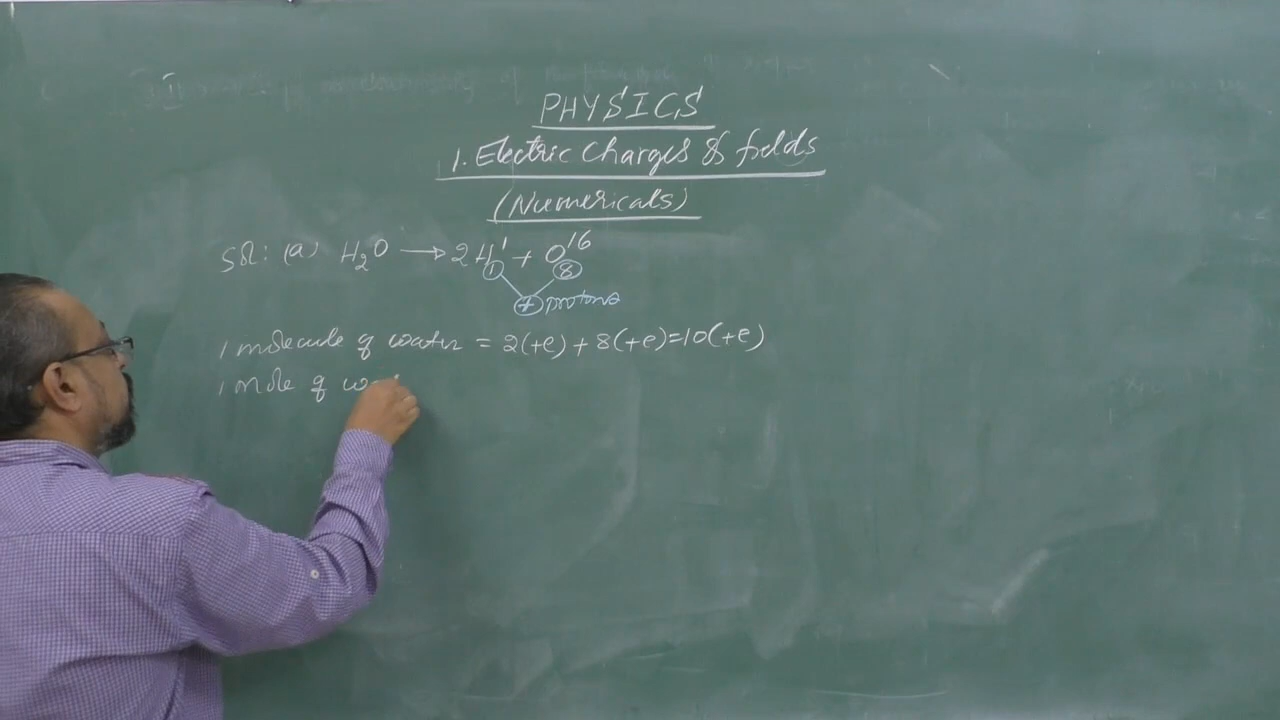 PHYSICS
1. Electric Charges & fields
(Numericals)
Sol: (a) H₂O → 2H¹ + O¹⁶
1 8
+ protons
1 molecule of water = 2(+e) + 8(+e) = 10(+e)
1 mole of wa